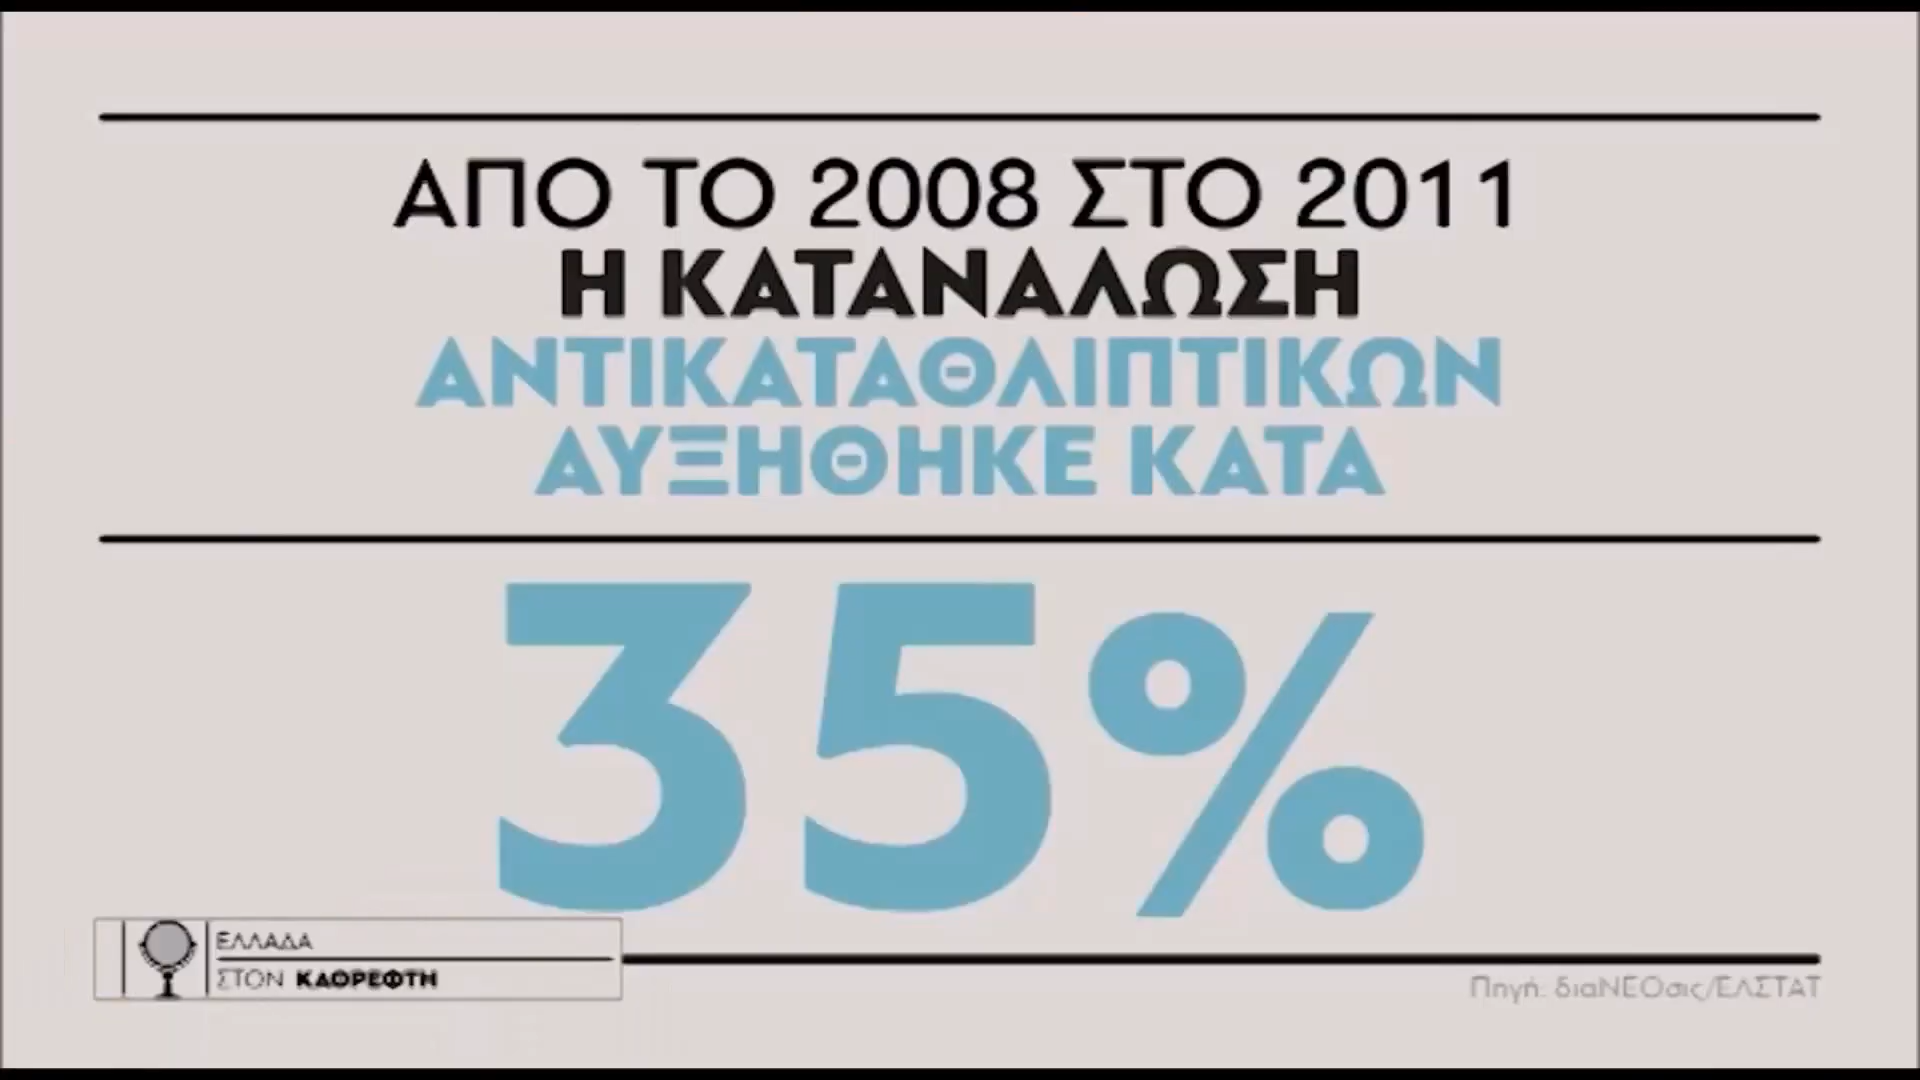 ΑΠΟ ΤΟ 2008 ΣΤΟ 2011
Η ΚΑΤΑΝΑΛΩΣΗ
ΑΝΤΙΚΑΤΑΘΛΙΠΤΙΚΩΝ
ΑΥΞΗΘΗΚΕ ΚΑΤΑ
35%
ΕΛΛΑΔΑ
ΣΤΟΝ ΚΑΘΡΕΦΤΗ
Πηγή: διαΝΕΟσις/ΕΛΣΤΑΤ